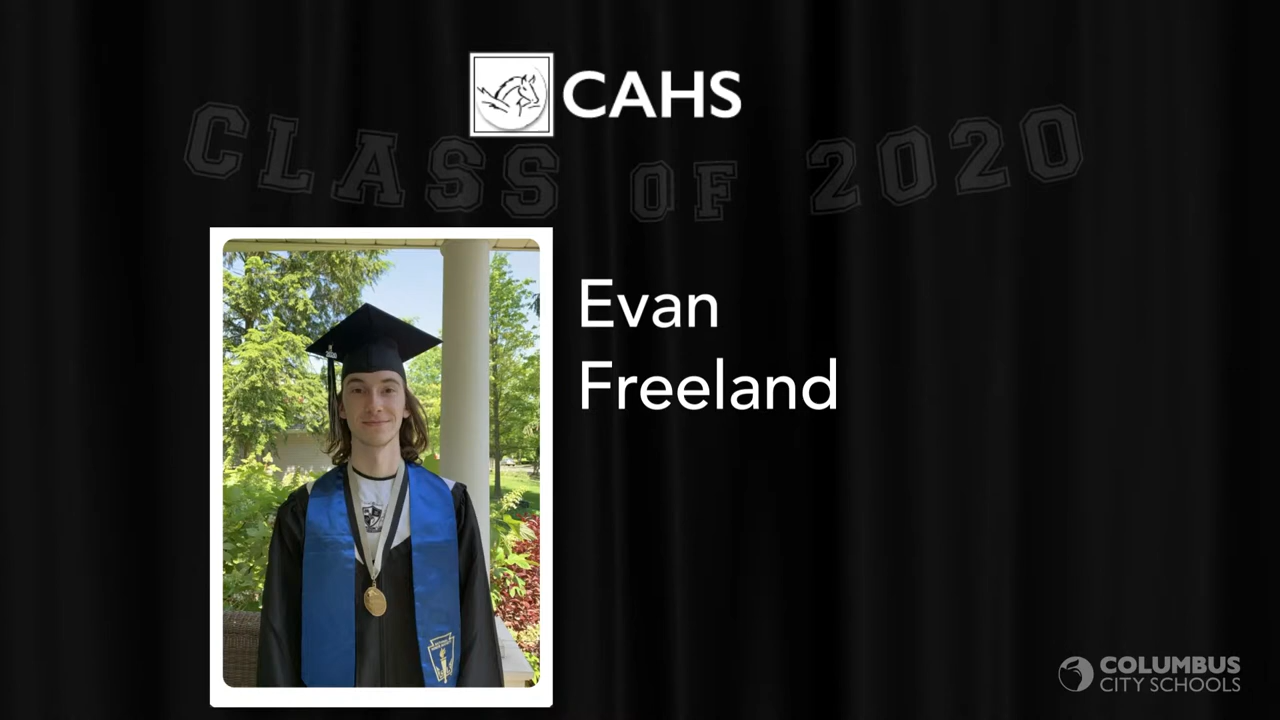 CAHS
CLASS OF 2020
Evan
Freeland
COLUMBUS
CITY SCHOOLS